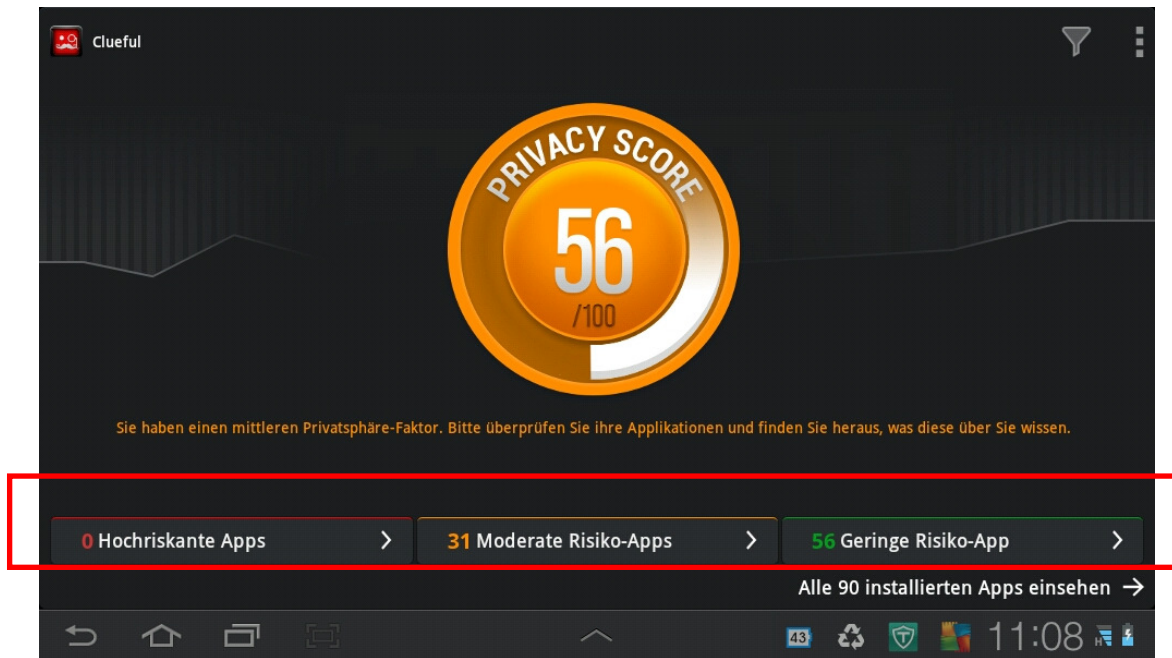 Clueful
PRIVACY SCORE
56
/100
Sie haben einen mittleren Privatsphäre-Faktor. Bitte überprüfen Sie ihre Applikationen und finden Sie heraus, was diese über Sie wissen.
0 Hochriskante Apps
31 Moderate Risiko-Apps
56 Geringe Risiko-App
Alle 90 installierten Apps einsehen
43
11:08
H